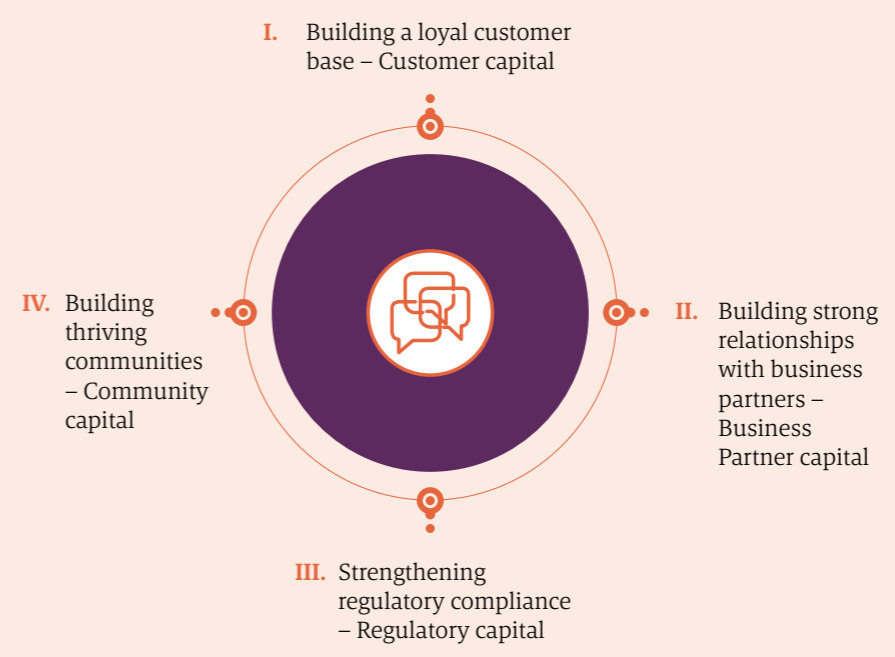 I. Building a loyal customer
base – Customer capital
II. Building strong
relationships
with business
partners –
Business
Partner capital
III. Strengthening
regulatory compliance
– Regulatory capital
IV. Building
thriving
communities
– Community
capital